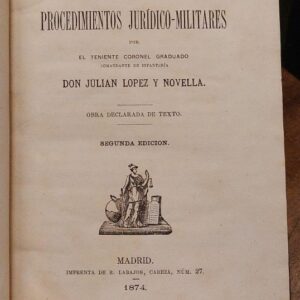 PROCEDIMIENTOS JURÍDICO-MILITARES
POR
EL TENIENTE CORONEL GRADUADO
COMANDANTE DE INFANTERÍA
DON JULIAN LOPEZ Y NOVELLA.
OBRA DECLARADA DE TEXTO.
SEGUNDA EDICION.
MADRID.
IMPRENTA DE E. LABAJOS, CABEZA, NÚM. 27.
1874.